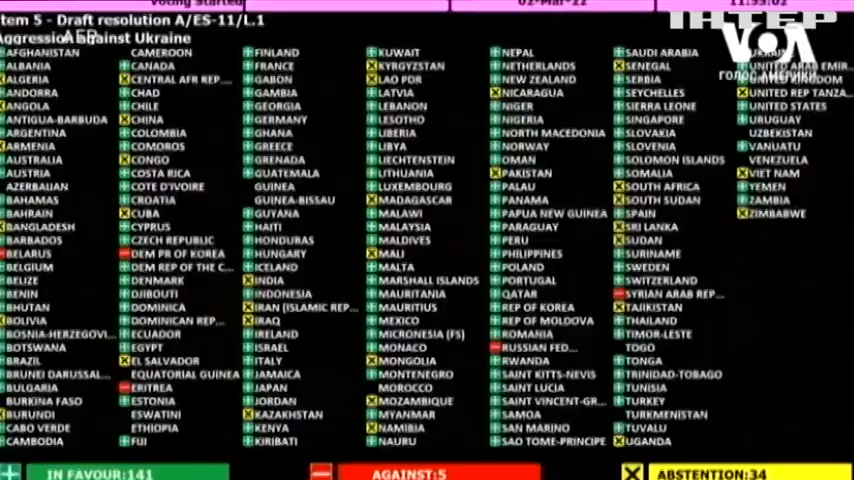 Voting Started
02-Mar-22
tem 5 - Draft resolution A/ES-11/L.1
Aggression against Ukraine
AFP
ІНТЕР
VOA
ГОЛОС АМЕРИКИ
AFGHANISTAN
ALBANIA
ALGERIA
ANDORRA
ANGOLA
ANTIGUA-BARBUDA
ARGENTINA
ARMENIA
AUSTRALIA
AUSTRIA
AZERBAIJAN
BAHAMAS
BAHRAIN
BANGLADESH
BARBADOS
BELARUS
BELGIUM
BELIZE
BENIN
BHUTAN
BOLIVIA
BOSNIA-HERZEGOVI...
BOTSWANA
BRAZIL
BRUNEI DARUSSAL...
BULGARIA
BURKINA FASO
BURUNDI
CABO VERDE
CAMBODIA
CAMEROON
CANADA
CENTRAL AFR REP...
CHAD
CHILE
CHINA
COLOMBIA
COMOROS
CONGO
COSTA RICA
COTE D'IVOIRE
CROATIA
CUBA
CYPRUS
CZECH REPUBLIC
DEM PR OF KOREA
DEM REP OF THE C...
DENMARK
DJIBOUTI
DOMINICA
DOMINICAN REP...
ECUADOR
EGYPT
EL SALVADOR
EQUATORIAL GUINEA
ERITREA
ESTONIA
ESWATINI
ETHIOPIA
FIJI
FINLAND
FRANCE
GABON
GAMBIA
GEORGIA
GERMANY
GHANA
GREECE
GRENADA
GUATEMALA
GUINEA
GUINEA-BISSAU
GUYANA
HAITI
HONDURAS
HUNGARY
ICELAND
INDIA
INDONESIA
IRAN (ISLAMIC REP...
IRAQ
IRELAND
ISRAEL
ITALY
JAMAICA
JAPAN
JORDAN
KAZAKHSTAN
KENYA
KIRIBATI
KUWAIT
KYRGYZSTAN
LAO PDR
LATVIA
LEBANON
LESOTHO
LIBERIA
LIBYA
LIECHTENSTEIN
LITHUANIA
LUXEMBOURG
MADAGASCAR
MALAWI
MALAYSIA
MALDIVES
MALI
MALTA
MARSHALL ISLANDS
MAURITANIA
MAURITIUS
MEXICO
MICRONESIA (FS)
MONACO
MONGOLIA
MONTENEGRO
MOROCCO
MOZAMBIQUE
MYANMAR
NAMIBIA
NAURU
NEPAL
NETHERLANDS
NEW ZEALAND
NICARAGUA
NIGER
NIGERIA
NORTH MACEDONIA
NORWAY
OMAN
PAKISTAN
PALAU
PANAMA
PAPUA NEW GUINEA
PARAGUAY
PERU
PHILIPPINES
POLAND
PORTUGAL
QATAR
REP OF KOREA
REP OF MOLDOVA
ROMANIA
RUSSIAN FED...
RWANDA
SAINT KITTS-NEVIS
SAINT LUCIA
SAINT VINCENT-GR...
SAMOA
SAN MARINO
SAO TOME-PRINCIPE
SAUDI ARABIA
SENEGAL
SERBIA
SEYCHELLES
SIERRA LEONE
SINGAPORE
SLOVAKIA
SLOVENIA
SOLOMON ISLANDS
SOMALIA
SOUTH AFRICA
SOUTH SUDAN
SPAIN
SRI LANKA
SUDAN
SURINAME
SWEDEN
SWITZERLAND
SYRIAN ARAB REP...
TAJIKISTAN
THAILAND
TIMOR-LESTE
TOGO
TONGA
TRINIDAD-TOBAGO
TUNISIA
TURKEY
TURKMENISTAN
TUVALU
UGANDA
UKRAINE
UNITED ARAB EMIR...
UNITED KINGDOM
UNITED REP TANZA...
UNITED STATES
URUGUAY
UZBEKISTAN
VANUATU
VENEZUELA
VIET NAM
YEMEN
ZAMBIA
ZIMBABWE
IN FAVOUR:141
AGAINST:5
ABSTENTION:34